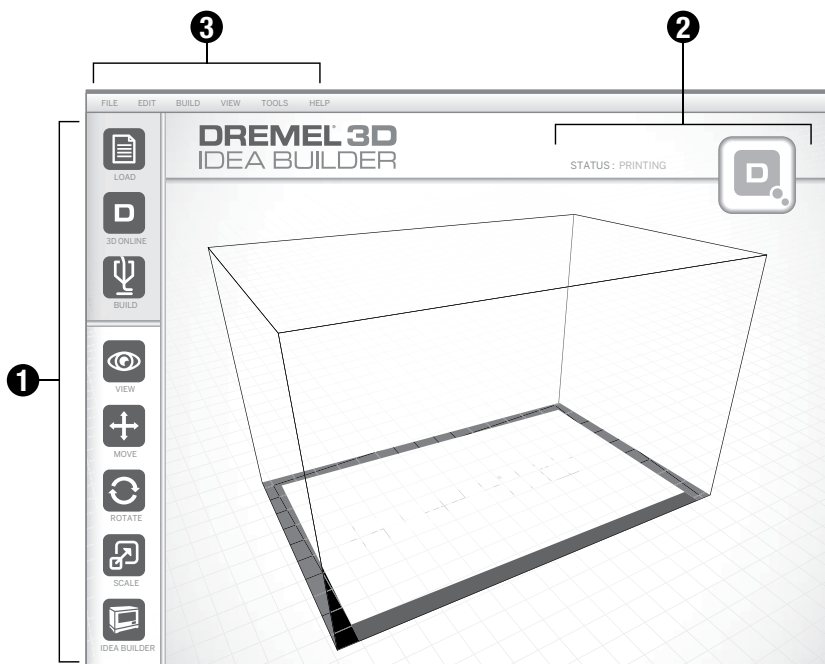 3
2
FILE EDIT BUILD VIEW TOOLS HELP
DREMEL® 3D
IDEA BUILDER
STATUS : PRINTING
D
LOAD
D
3D ONLINE
BUILD
1
VIEW
MOVE
ROTATE
SCALE
IDEA BUILDER